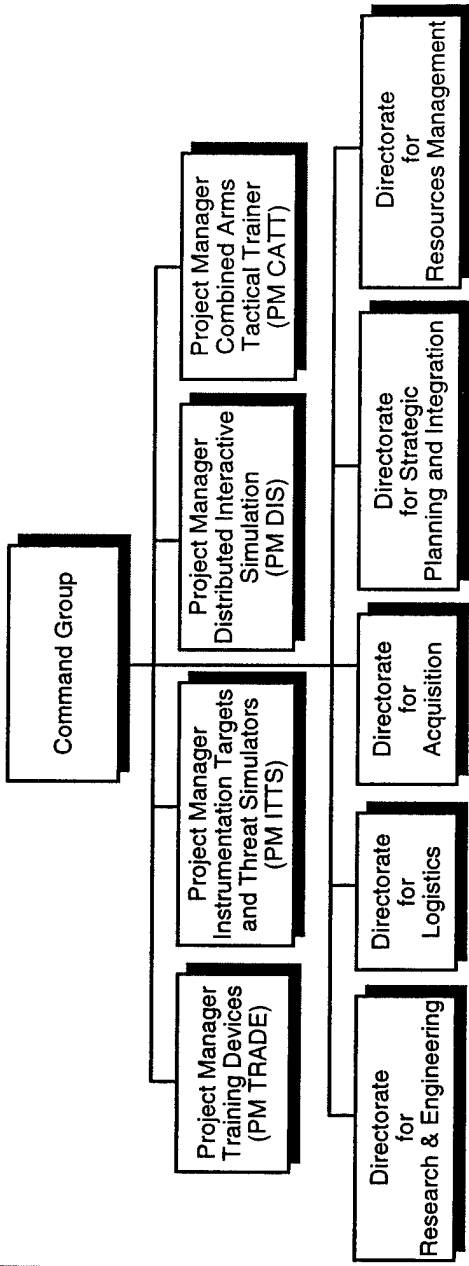 Command Group
Project Manager
Training Devices
(PM TRADE)
Project Manager
Instrumentation Targets
and Threat Simulators
(PM ITTS)
Project Manager
Distributed Interactive
Simulation
(PM DIS)
Project Manager
Combined Arms
Tactical Trainer
(PM CATT)
Directorate
for
Research & Engineering
Directorate
for
Logistics
Directorate
for
Acquisition
Directorate
for Strategic
Planning and Integration
Directorate
for
Resources Management